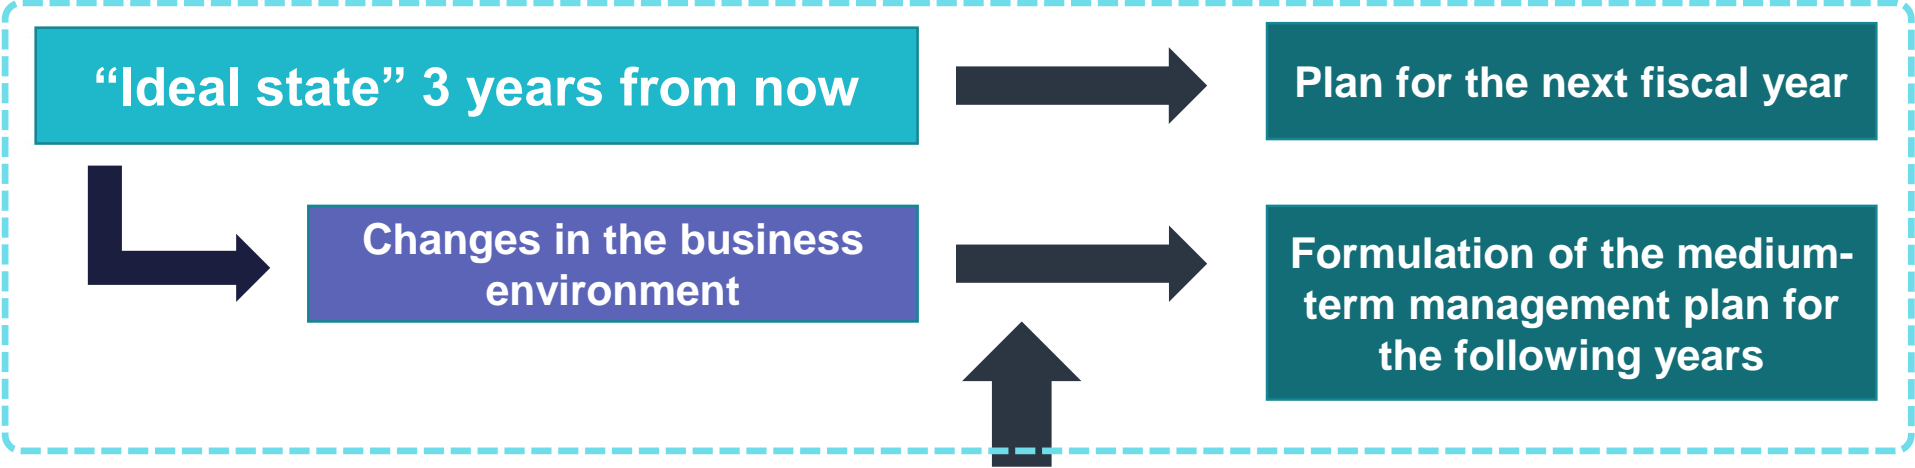 “Ideal state” 3 years from now
Plan for the next fiscal year
Changes in the business
environment
Formulation of the medium-
term management plan for
the following years